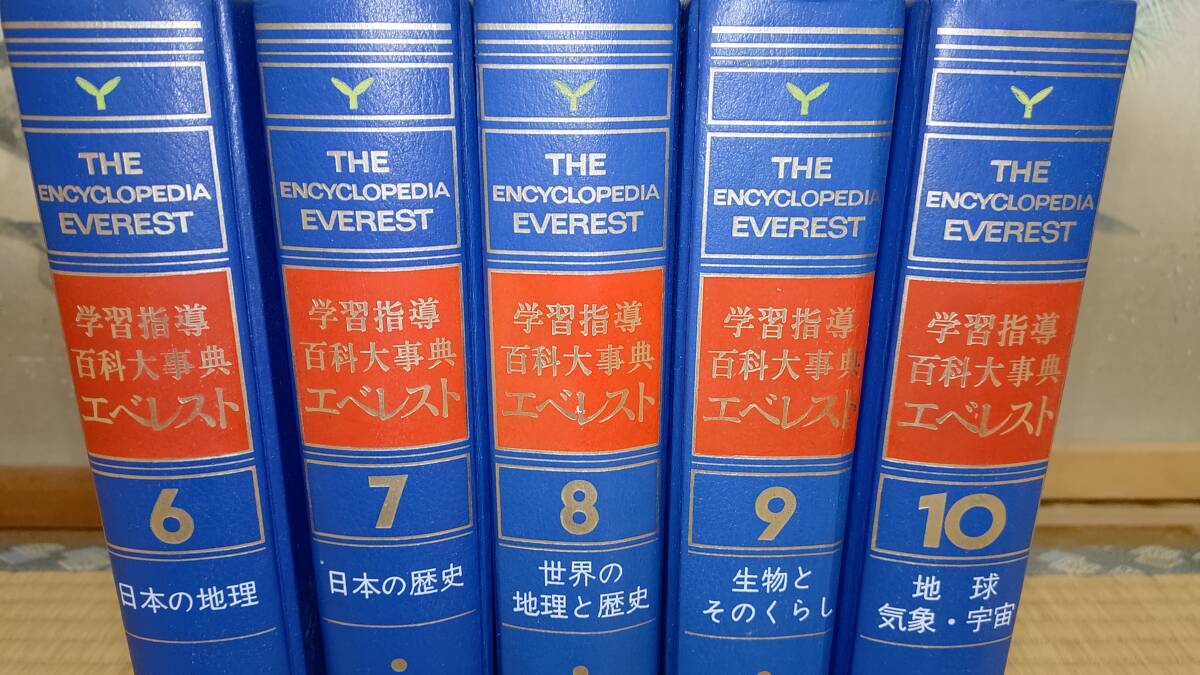 THE
ENCYCLOPEDIA
EVEREST
学習指導
百科大事典
エベレスト
6
日本の地理
THE
ENCYCLOPEDIA
EVEREST
学習指導
百科大事典
エベレスト
7
日本の歴史
THE
ENCYCLOPEDIA
EVEREST
学習指導
百科大事典
エベレスト
8
世界の
地理と歴史
THE
ENCYCLOPEDIA
EVEREST
学習指導
百科大事典
エベレスト
9
生物と
そのくらし
THE
ENCYCLOPEDIA
EVEREST
学習指導
百科大事典
エベレスト
10
地球
気象・宇宙